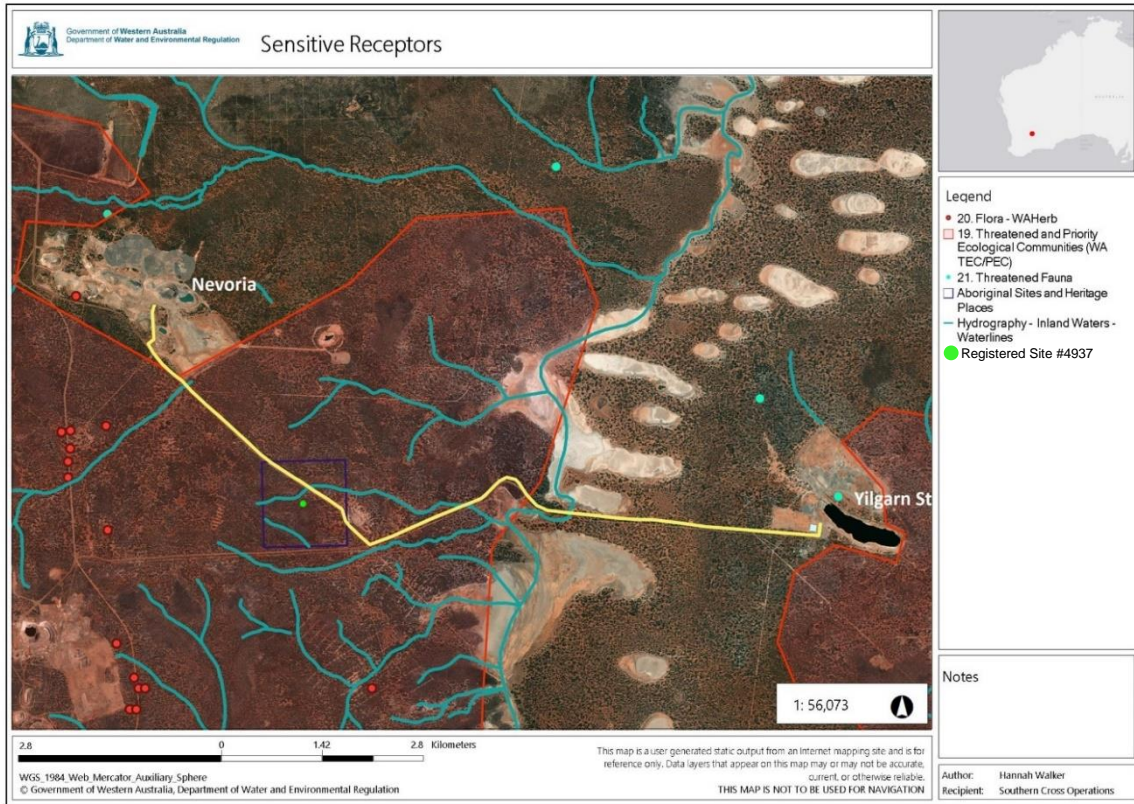 Government of Western Australia
Department of Water and Environmental Regulation
Sensitive Receptors
Nevoria
Yilgarn St
1: 56,073
Legend
20. Flora - WAHerb
19. Threatened and Priority
Ecological Communities (WA
TEC/PEC)
21. Threatened Fauna
Aboriginal Sites and Heritage
Places
Hydrography - Inland Waters -
Waterlines
Registered Site #4937
Notes
2.8 0 1.42 2.8 Kilometers
WGS_1984_Web_Mercator_Auxiliary_Sphere
© Government of Western Australia, Department of Water and Environmental Regulation
This map is a user generated static output from an Internet mapping site and is for
reference only. Data layers that appear on this map may or may not be accurate,
current, or otherwise reliable.
THIS MAP IS NOT TO BE USED FOR NAVIGATION
Author: Hannah Walker
Recipient: Southern Cross Operations